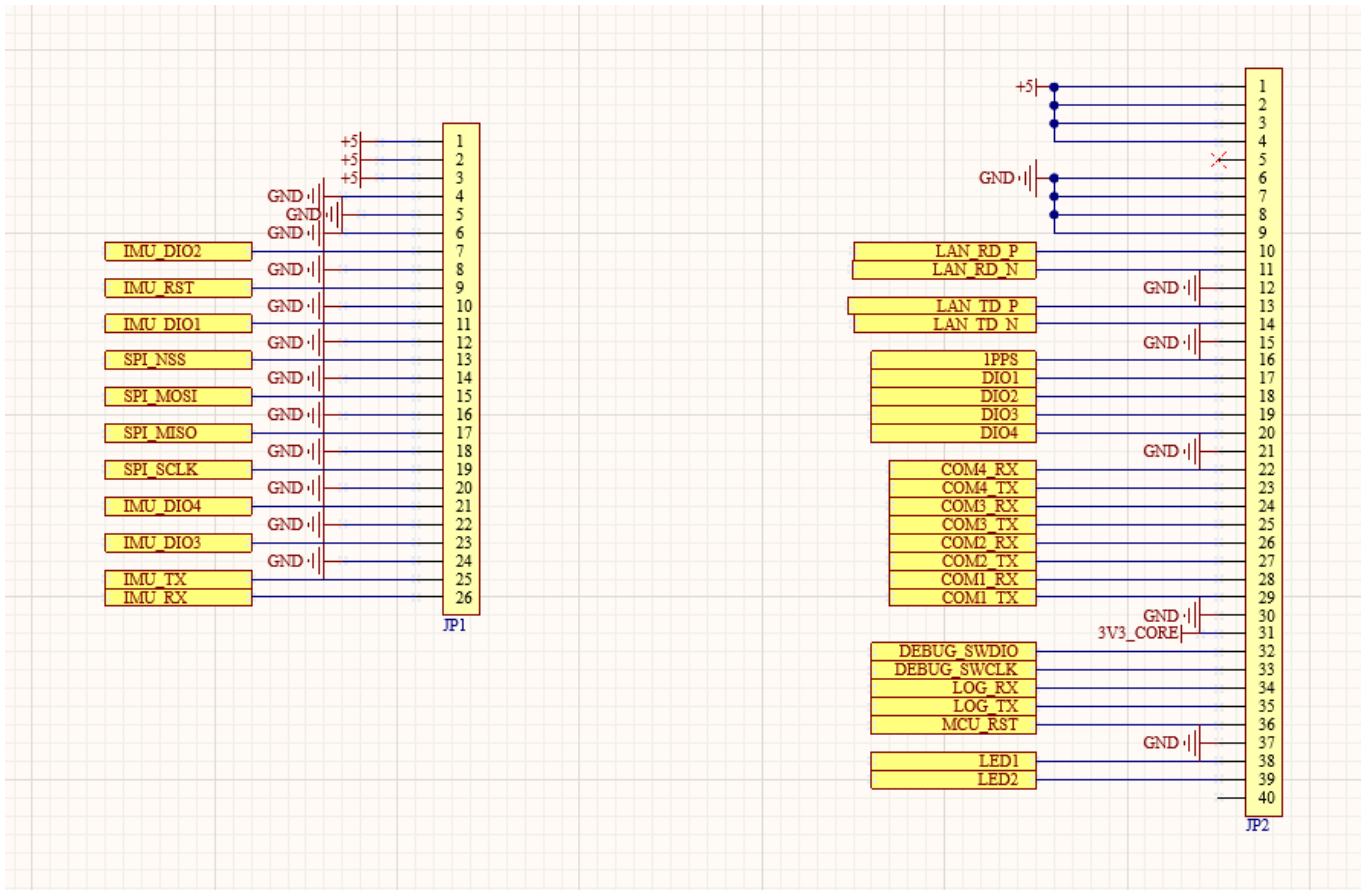 +5 1
+5 2
+5 3
GND 4
GND 5
GND 6
IMU_DIO2 7
GND 8
IMU_RST 9
GND 10
IMU_DIO1 11
GND 12
SPI_NSS 13
GND 14
SPI_MOSI 15
GND 16
SPI_MISO 17
GND 18
SPI_SCLK 19
GND 20
IMU_DIO4 21
GND 22
IMU_DIO3 23
GND 24
IMU_TX 25
IMU_RX 26
JP1
+5 1
2
3
4
5
GND 6
7
8
9
LAN_RD_P 10
LAN_RD_N 11
GND 12
LAN_TD_P 13
LAN_TD_N 14
GND 15
1PPS 16
DIO1 17
DIO2 18
DIO3 19
DIO4 20
GND 21
COM4_RX 22
COM4_TX 23
COM3_RX 24
COM3_TX 25
COM2_RX 26
COM2_TX 27
COM1_RX 28
COM1_TX 29
GND 30
3V3_CORE 31
DEBUG_SWDIO 32
DEBUG_SWCLK 33
LOG_RX 34
LOG_TX 35
MCU_RST 36
GND 37
LED1 38
LED2 39
40
JP2